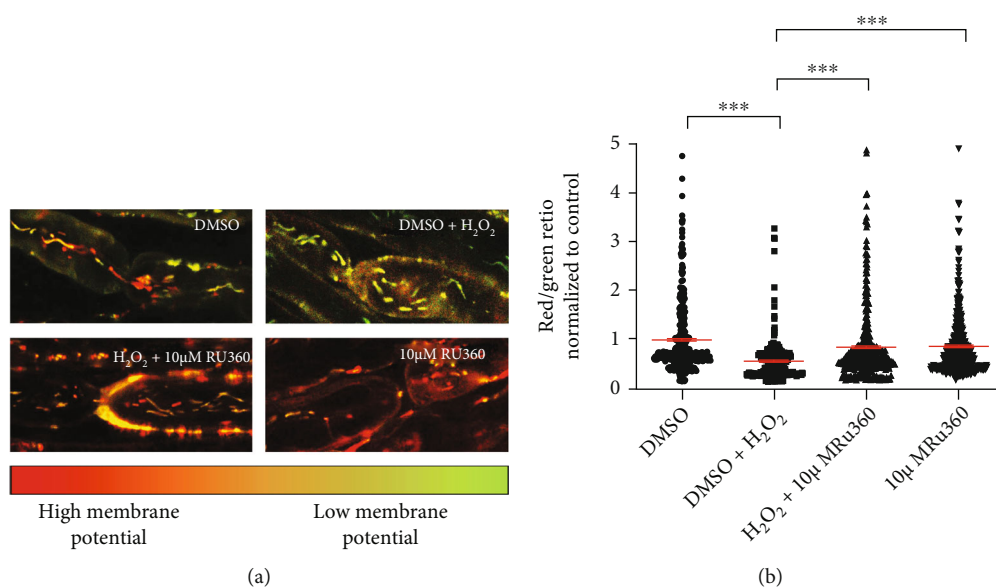 DMSO
DMSO + H₂O₂
H₂O₂ + 10μM RU360
10μM RU360
High membrane
potential
Low membrane
potential
(a)
***
***
***
Red/green retio
normalized to control
5
4
3
2
1
0
DMSO
DMSO + H₂O₂
H₂O₂ + 10μ MRu360
10μ MRu360
(b)